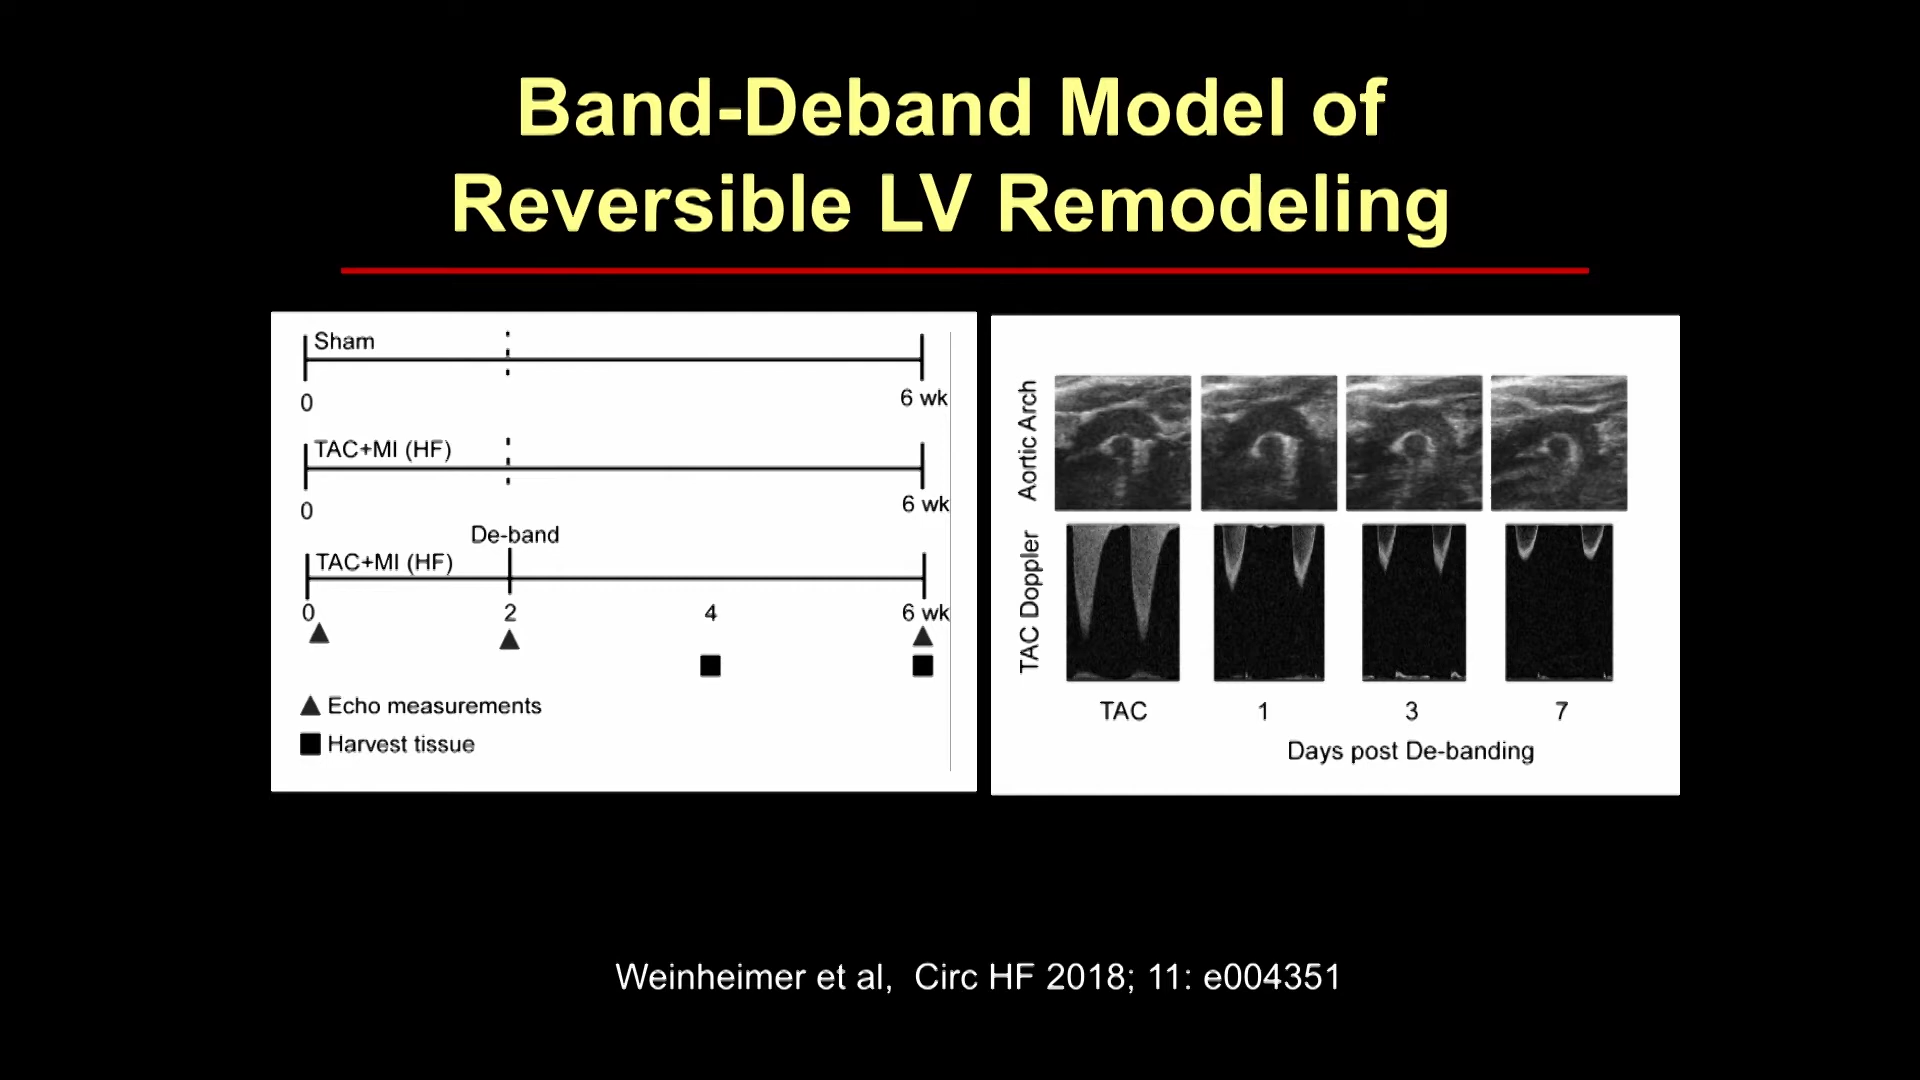 Band-Deband Model of
Reversible LV Remodeling
Sham
0
6 wk
TAC+MI (HF)
0
6 wk
De-band
TAC+MI (HF)
0
2
4
6 wk
Echo measurements
Harvest tissue
Aortic Arch
TAC Doppler
TAC
1
3
7
Days post De-banding
Weinheimer et al, Circ HF 2018; 11: e004351